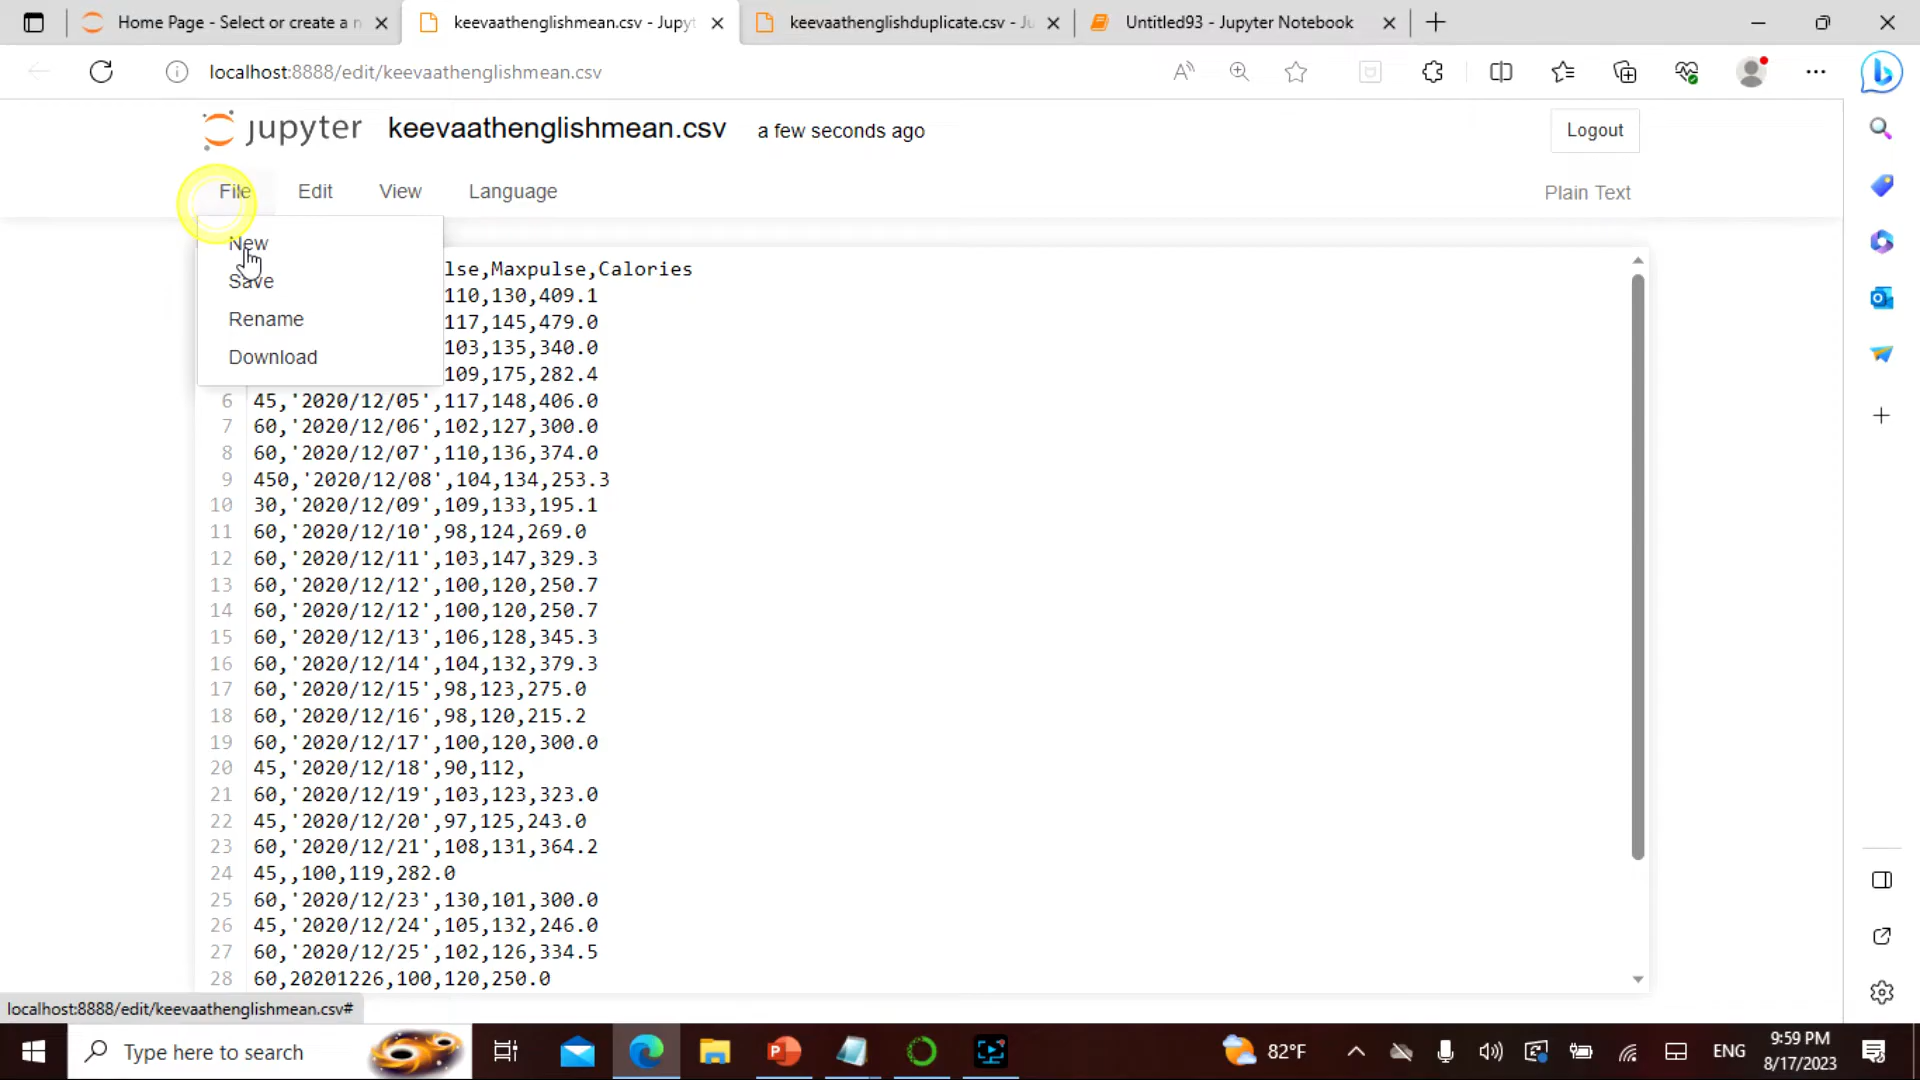 Home Page - Select or create a n
keevaathenglishmean.csv - Jupyt
keevaathenglishduplicate.csv - Ju
Untitled93 - Jupyter Notebook
localhost:8888/edit/keevaathenglishmean.csv
jupyter keevaathenglishmean.csv a few seconds ago
Logout
File Edit View Language
Plain Text
New
Save
Rename
Download
lse,Maxpulse,Calories
110,130,409.1
117,145,479.0
103,135,340.0
109,175,282.4
6 45,'2020/12/05',117,148,406.0
7 60,'2020/12/06',102,127,300.0
8 60,'2020/12/07',110,136,374.0
9 450,'2020/12/08',104,134,253.3
10 30,'2020/12/09',109,133,195.1
11 60,'2020/12/10',98,124,269.0
12 60,'2020/12/11',103,147,329.3
13 60,'2020/12/12',100,120,250.7
14 60,'2020/12/12',100,120,250.7
15 60,'2020/12/13',106,128,345.3
16 60,'2020/12/14',104,132,379.3
17 60,'2020/12/15',98,123,275.0
18 60,'2020/12/16',98,120,215.2
19 60,'2020/12/17',100,120,300.0
20 45,'2020/12/18',90,112,
21 60,'2020/12/19',103,123,323.0
22 45,'2020/12/20',97,125,243.0
23 60,'2020/12/21',108,131,364.2
24 45,,100,119,282.0
25 60,'2020/12/23',130,101,300.0
26 45,'2020/12/24',105,132,246.0
27 60,'2020/12/25',102,126,334.5
28 60,20201226,100,120,250.0
localhost:8888/edit/keevaathenglishmean.csv#
Type here to search
82°F
ENG
9:59 PM
8/17/2023